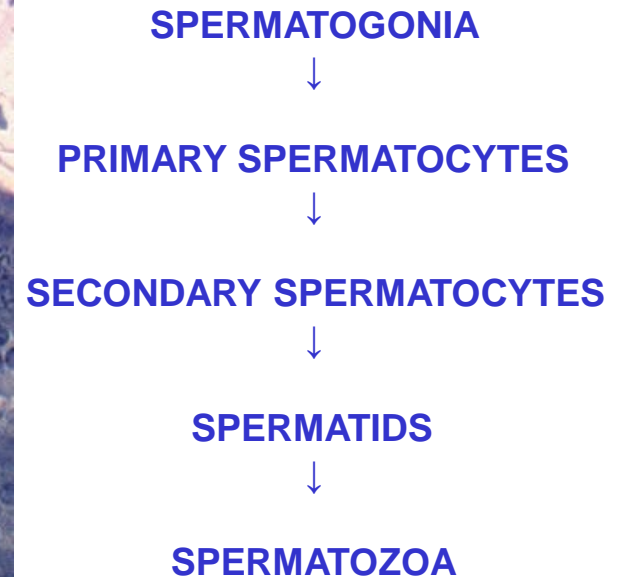 SPERMATOGONIA
↓
PRIMARY SPERMATOCYTES
↓
SECONDARY SPERMATOCYTES
↓
SPERMATIDS
↓
SPERMATOZOA